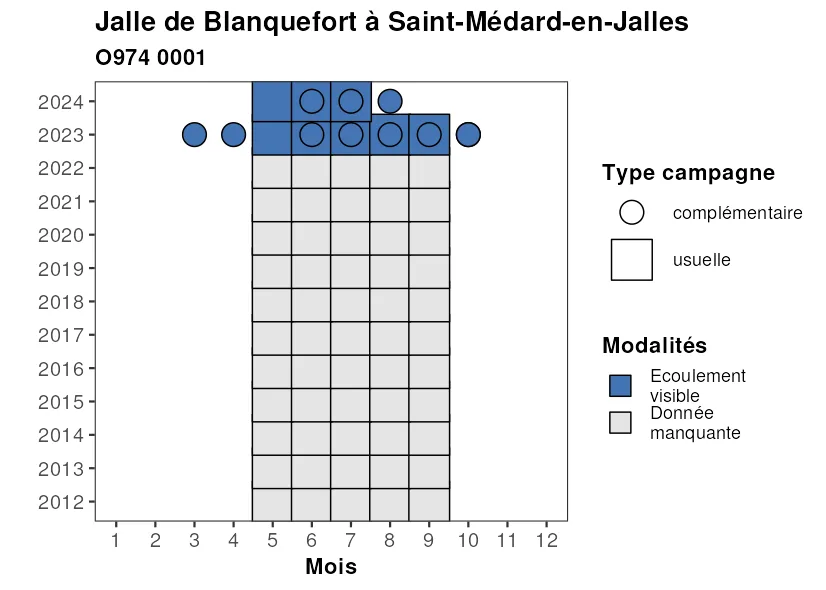 Jalle de Blanquefort à Saint-Médard-en-Jalles
O974 0001
2024
2023
2022
2021
2020
2019
2018
2017
2016
2015
2014
2013
2012
1 2 3 4 5 6 7 8 9 10 11 12
Mois
Type campagne
complémentaire
usuelle
Modalités
Ecoulement
visible
Donnée
manquante